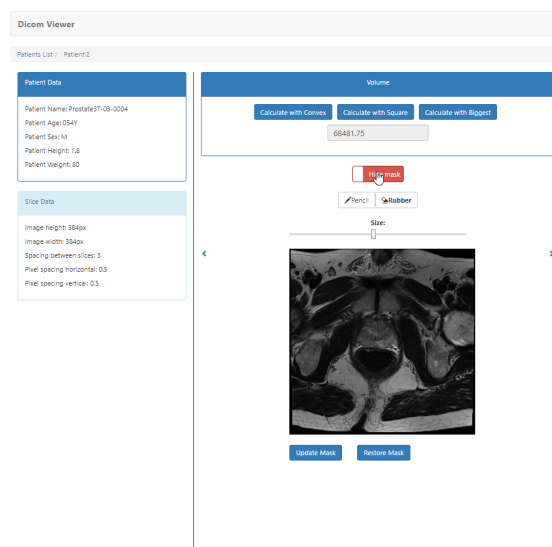 Dicom Viewer
Patients List / Patient 2
Patient Data
Patient Name: Prostate3T-03-0004
Patient Age: 054Y
Patient Sex: M
Patient Height: 1.8
Patient Weight: 80
Slice Data
Image height: 384px
Image width: 384px
Spacing between slices: 3
Pixel spacing horizontal: 0.5
Pixel spacing vertical: 0.5
Volume
Calculate with Convex Calculate with Square Calculate with Biggest
68481.75
Hide mask
Pencil Rubber
Size:
Update Mask Restore Mask